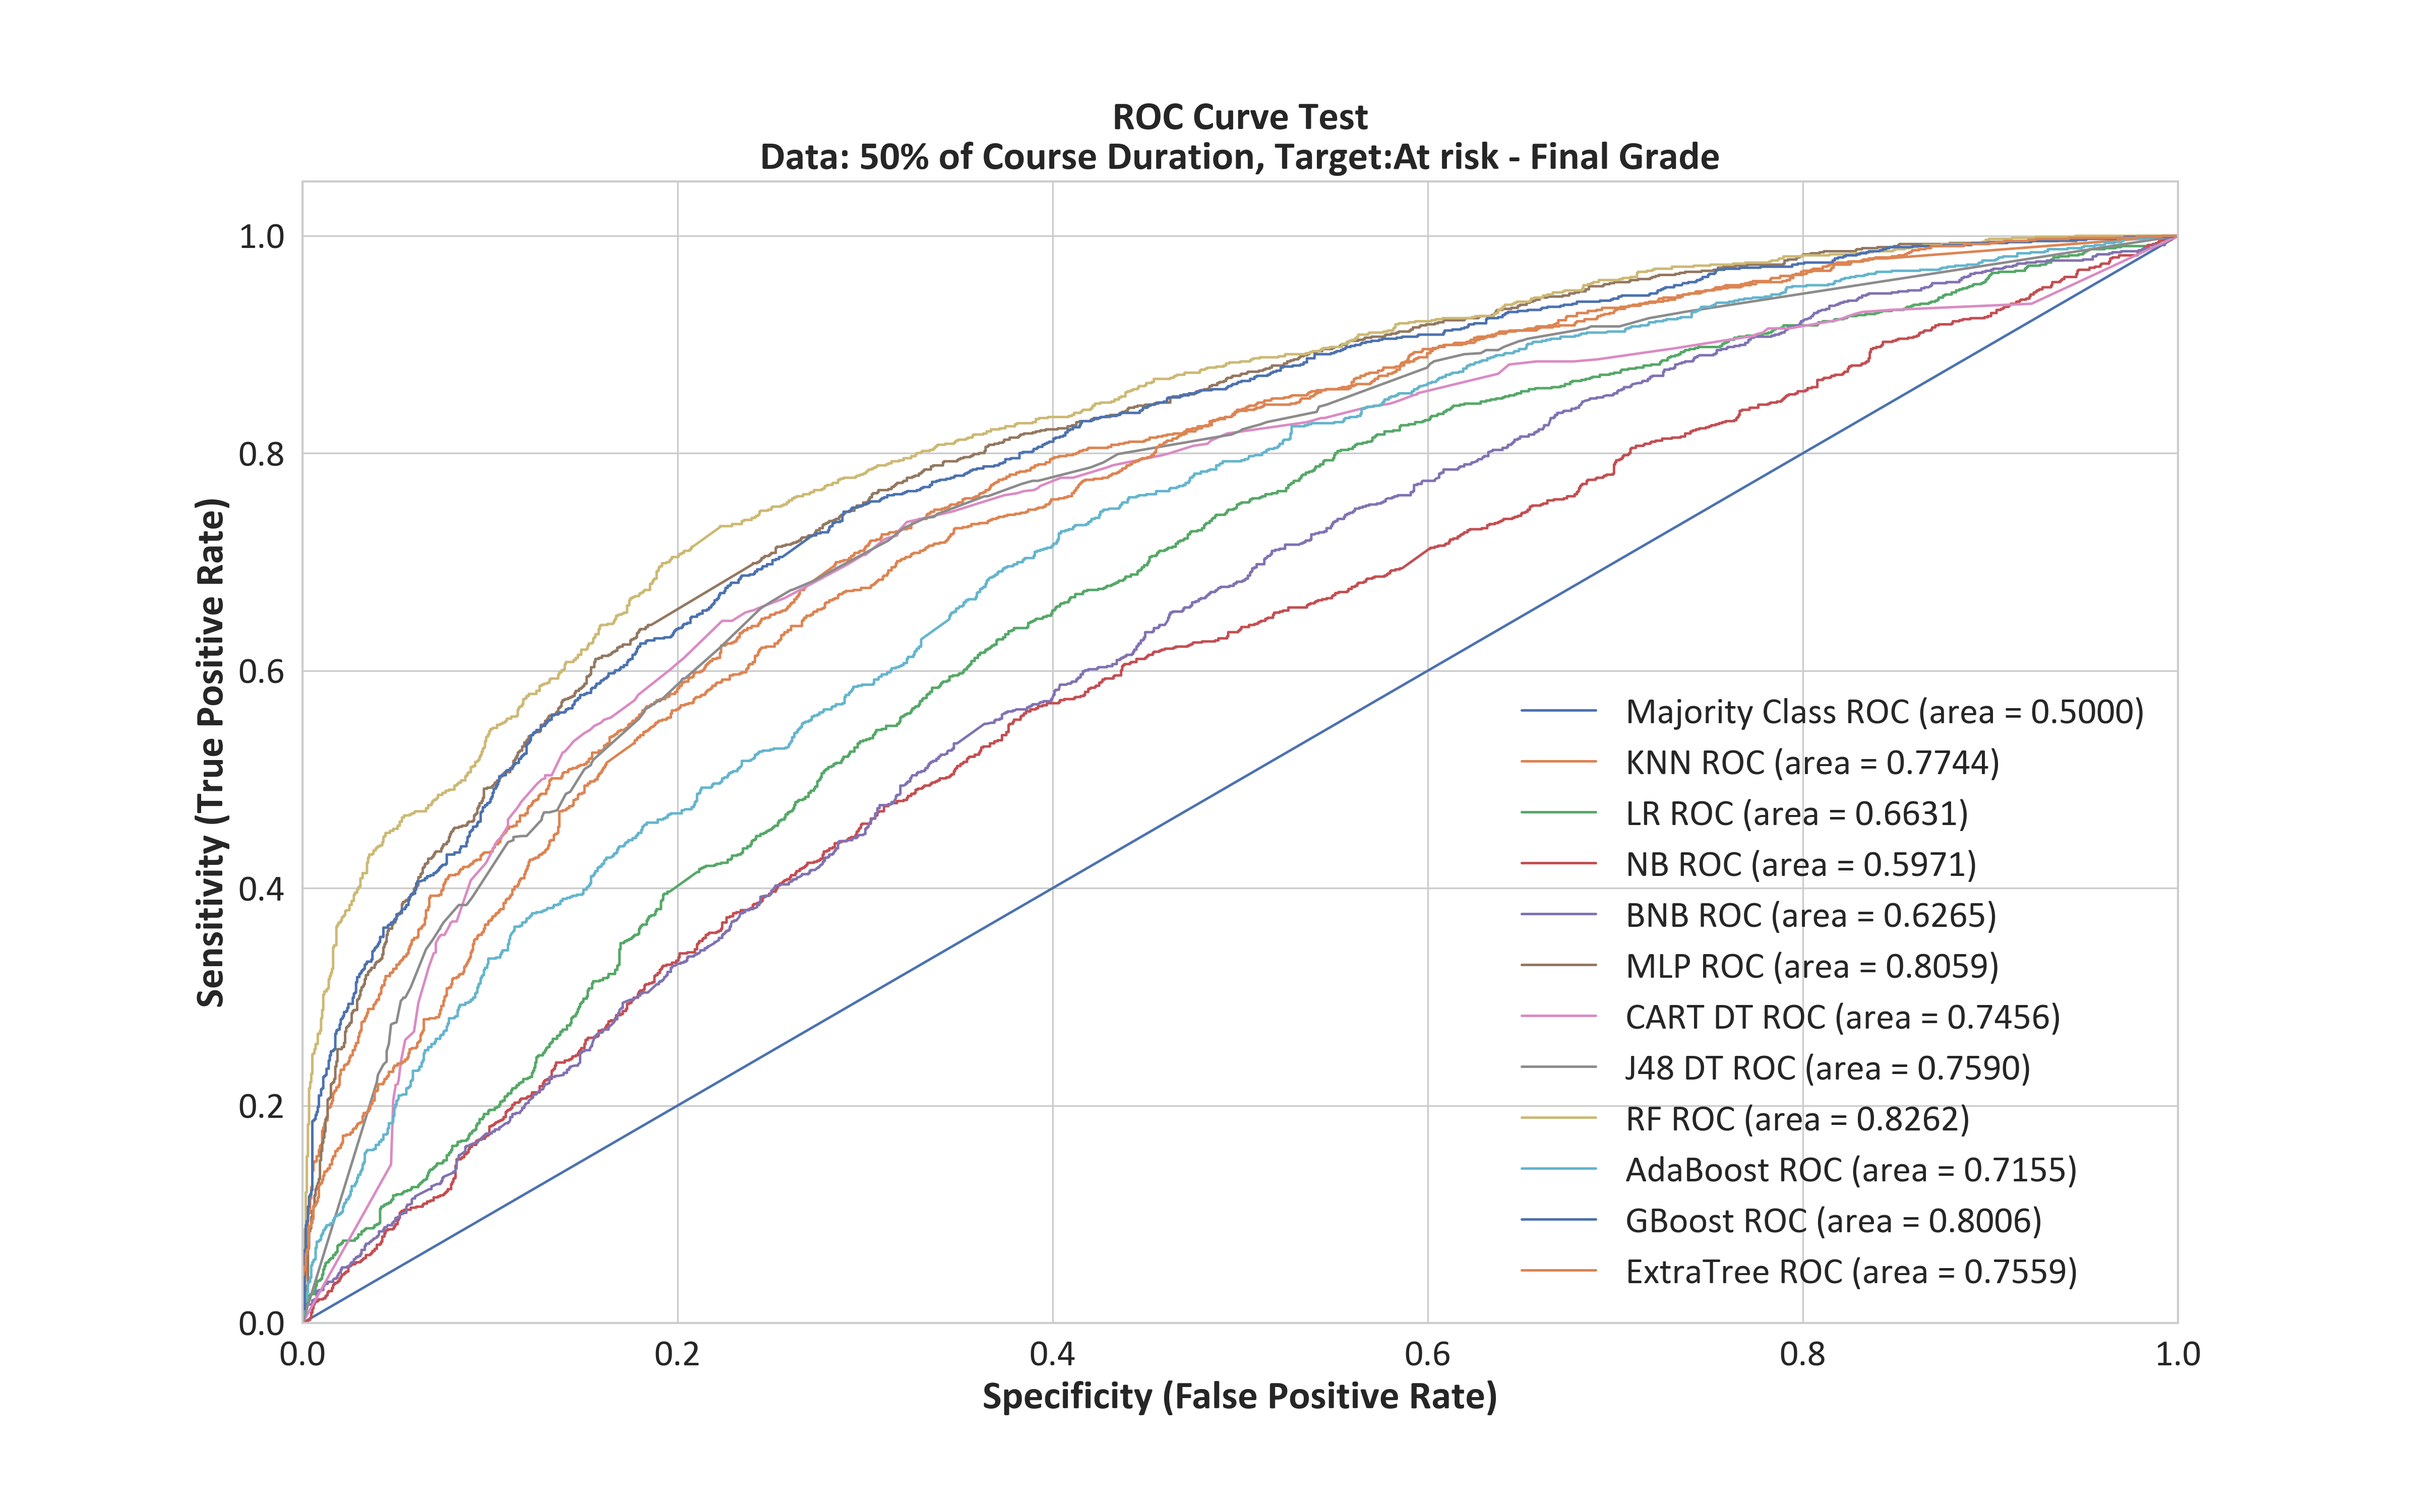 ROC Curve Test
Data: 50% of Course Duration, Target:At risk - Final Grade
Sensitivity (True Positive Rate)
1.0
0.8
0.6
0.4
0.2
0.0
Majority Class ROC (area = 0.5000)
KNN ROC (area = 0.7744)
LR ROC (area = 0.6631)
NB ROC (area = 0.5971)
BNB ROC (area = 0.6265)
MLP ROC (area = 0.8059)
CART DT ROC (area = 0.7456)
J48 DT ROC (area = 0.7590)
RF ROC (area = 0.8262)
AdaBoost ROC (area = 0.7155)
GBoost ROC (area = 0.8006)
ExtraTree ROC (area = 0.7559)
0.0 0.2 0.4 0.6 0.8 1.0
Specificity (False Positive Rate)